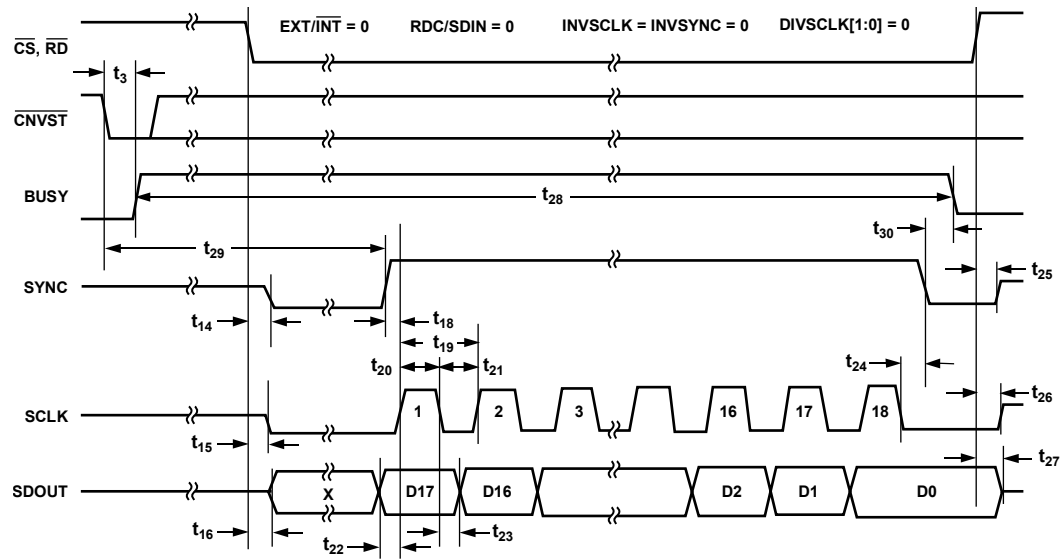 EXT/INT = 0 RDC/SDIN = 0 INVSCLK = INVSYNC = 0 DIVSCLK[1:0] = 0
CS, RD
t3
CNVST
BUSY
t28
t29
t30
SYNC
t25
t14
t18
t19
t20
t21
t24
SCLK
1 2 3 16 17 18
t26
t15
t27
SDOUT
X D17 D16 D2 D1 D0
t16
t22
t23